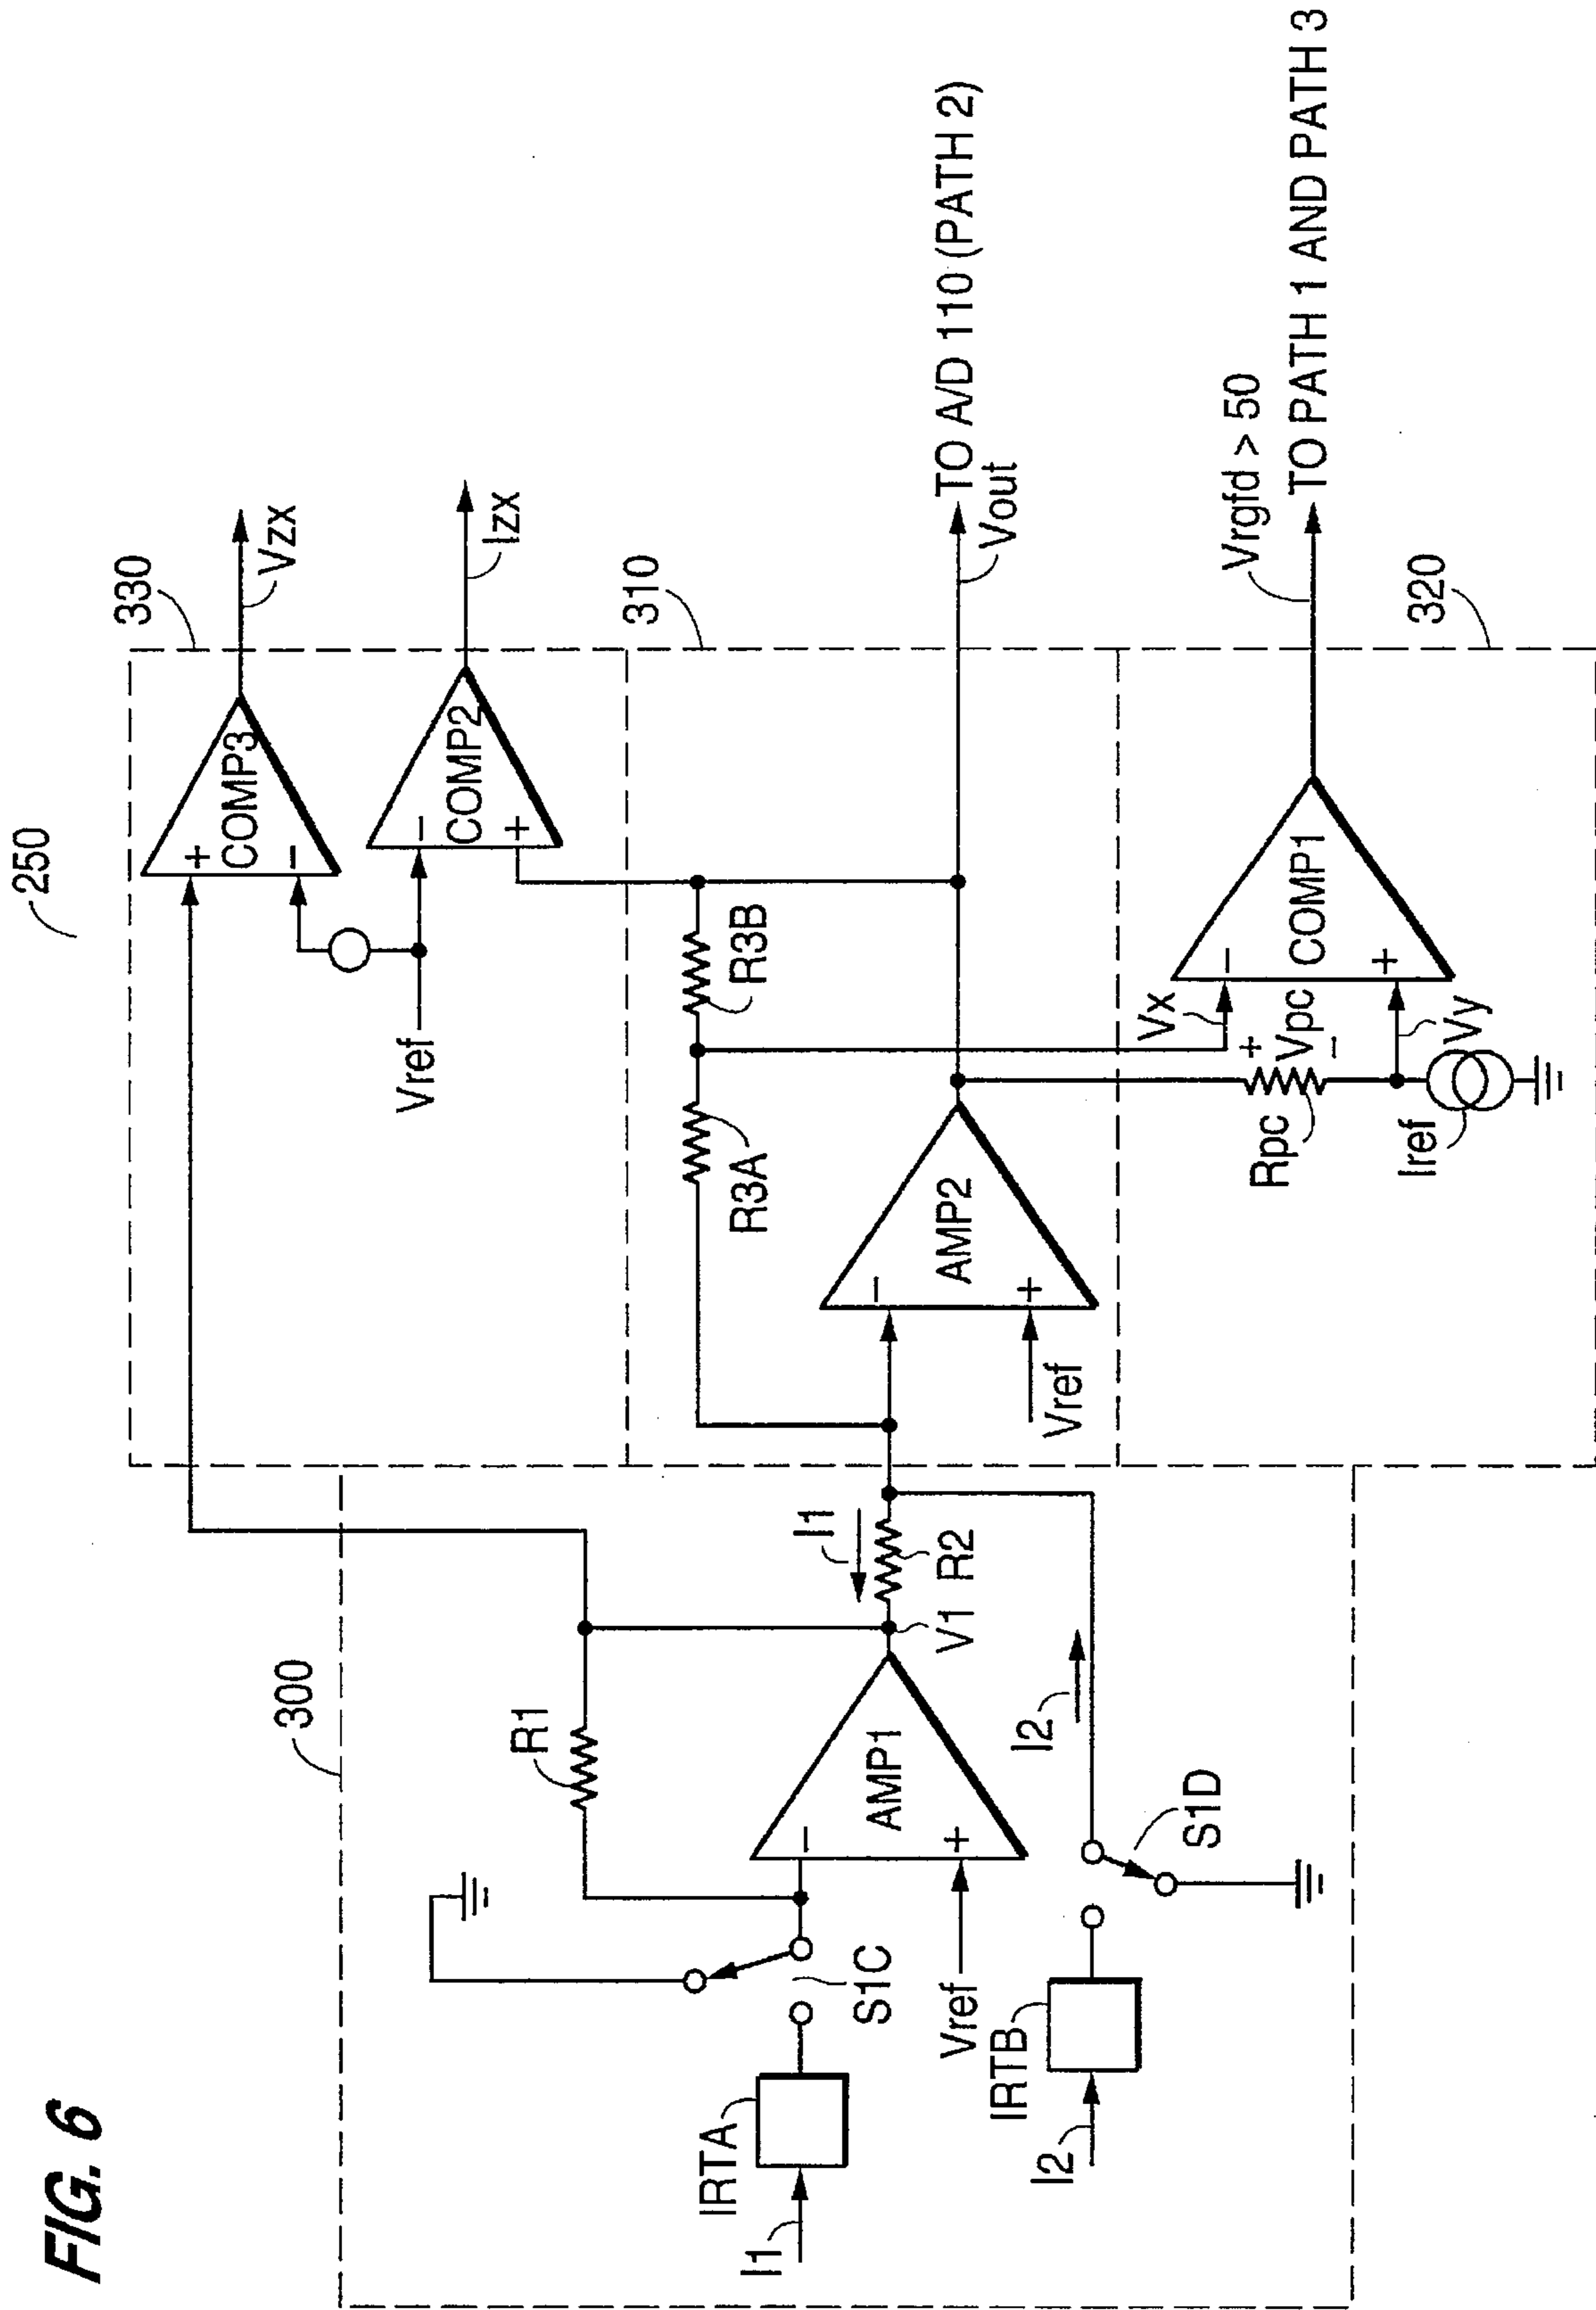 FIG. 6
250
330
COMP3
+
−
Vzx
COMP2
−
+
Izx
Vref
310
R3A
R3B
AMP2
−
+
Vref
TO A/D 110 (PATH 2)
Vout
300
R1
AMP1
−
+
Vref
V1
R2
I1
S1C
IRTA
I1
IRTB
I2
I2
S1D
320
COMP1
−
+
Vx
+
Vpc
−
Rpc
Vy
Iref
Vrgfd > 50
TO PATH 1 AND PATH 3